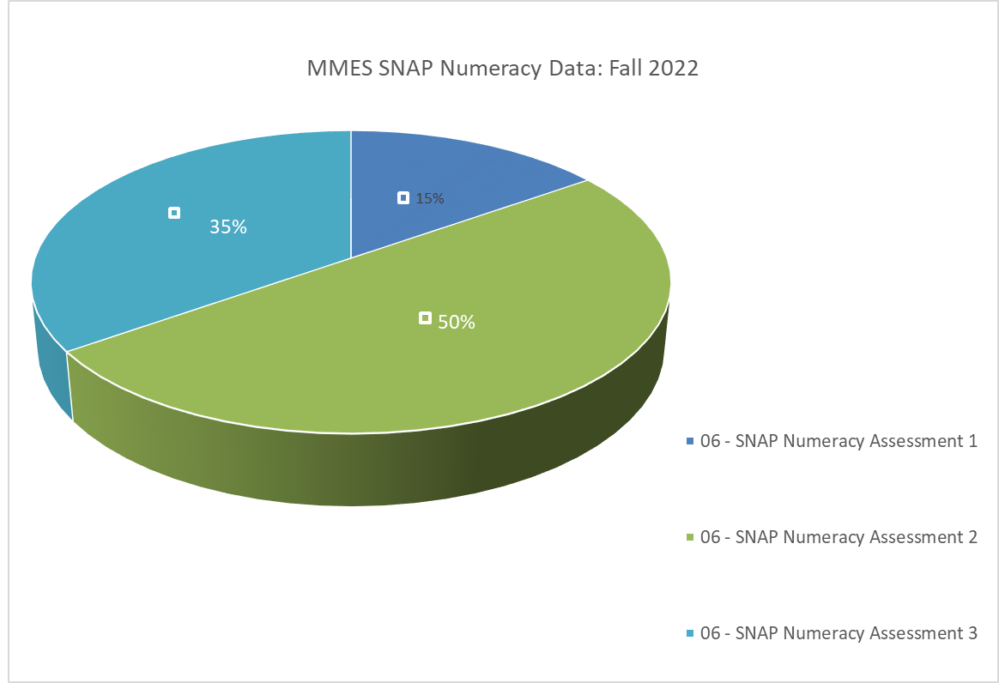 MMES SNAP Numeracy Data: Fall 2022
15%
35%
50%
06 - SNAP Numeracy Assessment 1
06 - SNAP Numeracy Assessment 2
06 - SNAP Numeracy Assessment 3